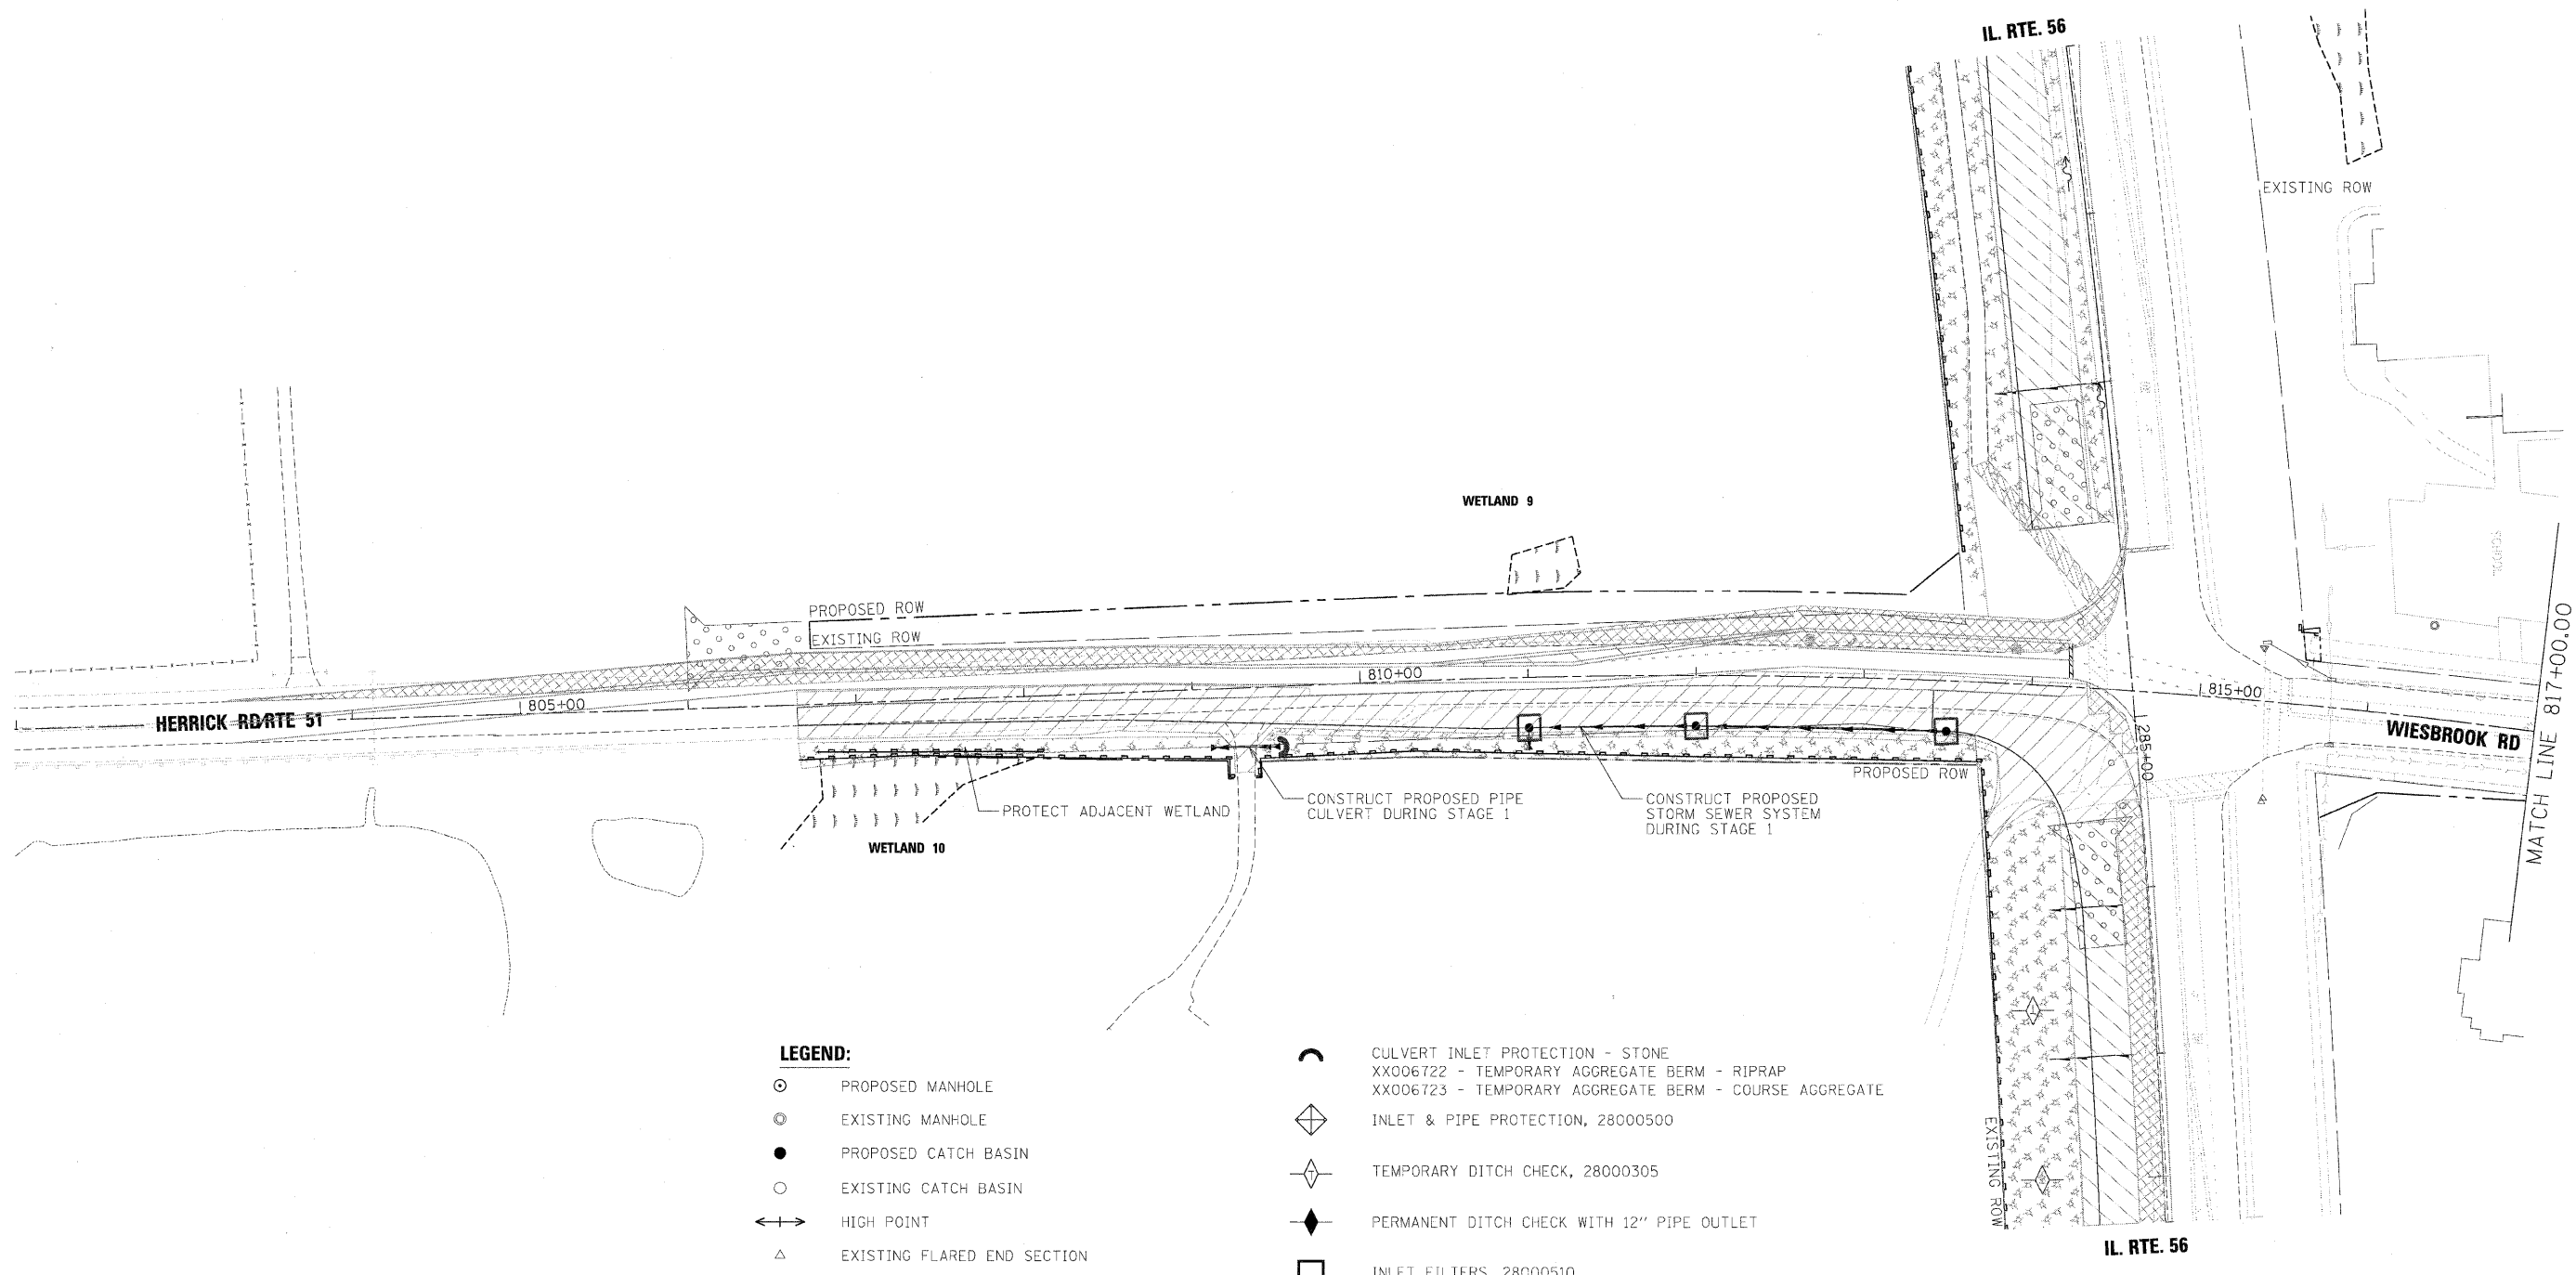 IL. RTE. 56
EXISTING ROW
WETLAND 9
PROPOSED ROW
EXISTING ROW
810+00
805+00
815+00
HERRICK RD/RTE 51
WIESBROOK RD
285+00
MATCH LINE 817+00.00
PROPOSED ROW
PROTECT ADJACENT WETLAND
CONSTRUCT PROPOSED PIPE
CULVERT DURING STAGE 1
CONSTRUCT PROPOSED
STORM SEWER SYSTEM
DURING STAGE 1
WETLAND 10
EXISTING ROW
IL. RTE. 56
LEGEND:
PROPOSED MANHOLE
EXISTING MANHOLE
PROPOSED CATCH BASIN
EXISTING CATCH BASIN
HIGH POINT
EXISTING FLARED END SECTION
CULVERT INLET PROTECTION - STONE
XX006722 - TEMPORARY AGGREGATE BERM - RIPRAP
XX006723 - TEMPORARY AGGREGATE BERM - COURSE AGGREGATE
INLET & PIPE PROTECTION, 28000500
T
TEMPORARY DITCH CHECK, 28000305
PERMANENT DITCH CHECK WITH 12" PIPE OUTLET
INLET FILTERS, 28000510